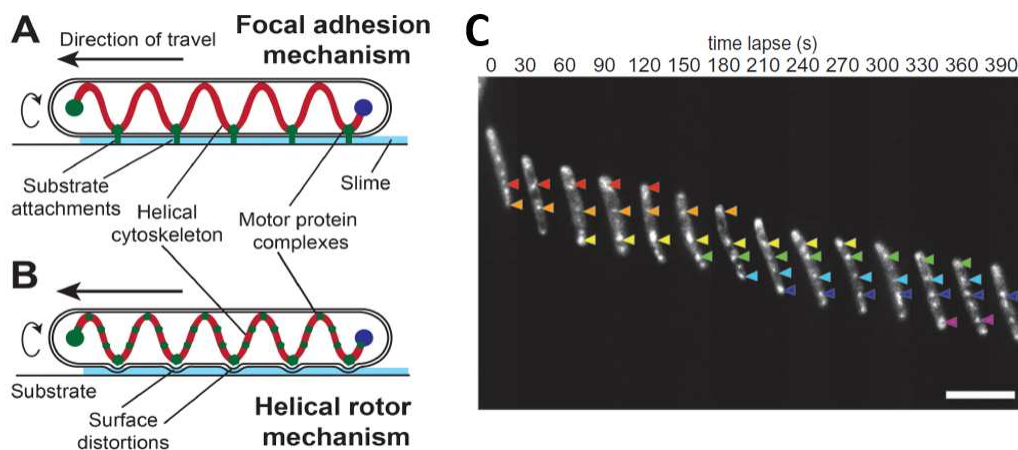 A
Focal adhesion
mechanism
Direction of travel
Substrate
attachments
Helical
cytoskeleton
Motor protein
complexes
Slime
B
Substrate
Surface
distortions
Helical rotor
mechanism
C
time lapse (s)
0 30 60 90 120 150 180 210 240 270 300 330 360 390